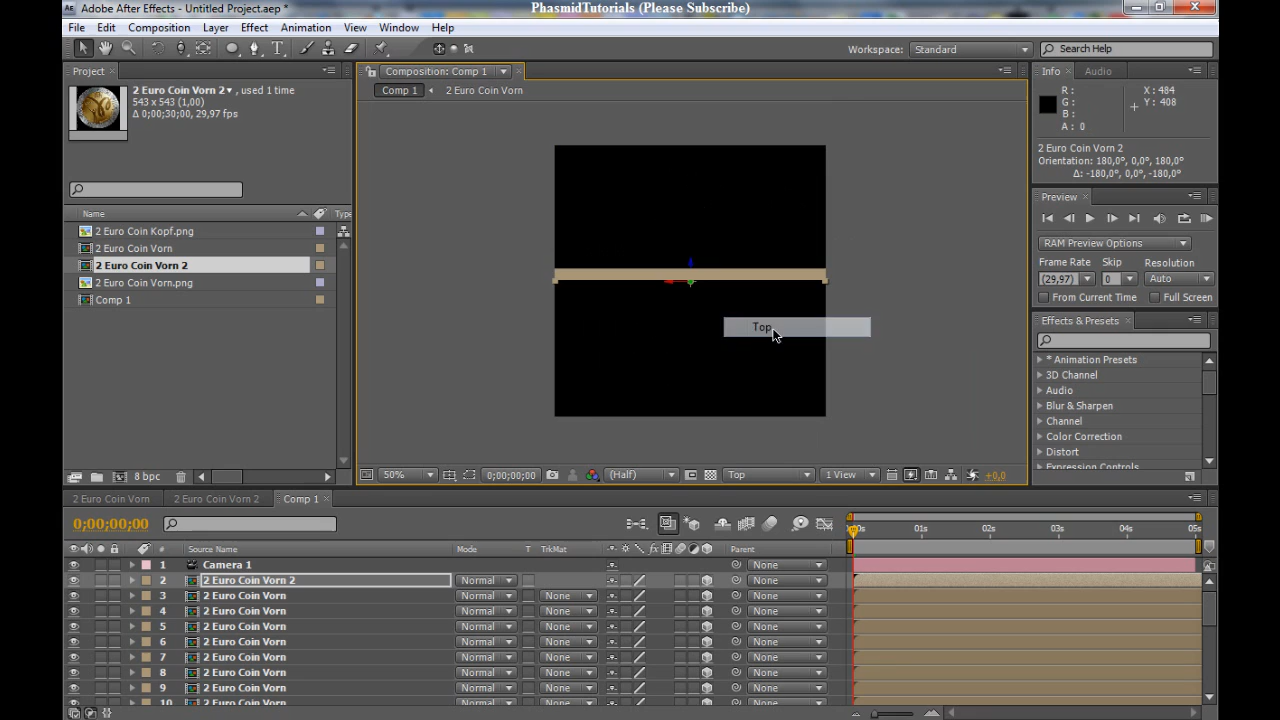 Adobe After Effects - Untitled Project.aep *
PhasmidTutorials (Please Subscribe)
File Edit Composition Layer Effect Animation View Window Help
Workspace: Standard
Search Help
Project
2 Euro Coin Vorn 2▾, used 1 time
543 x 543 (1,00)
Δ 0;00;30;00, 29,97 fps
Name Type
2 Euro Coin Kopf.png
2 Euro Coin Vorn
2 Euro Coin Vorn 2
2 Euro Coin Vorn.png
Comp 1
8 bpc
Composition: Comp 1
Comp 1 2 Euro Coin Vorn
Top
50% 0;00;00;00 (Half) Top 1 View +0,0
Info Audio
R : X : 484
G : Y : 408
B :
A : 0
2 Euro Coin Vorn 2
Orientation: 180,0°, 0,0°, 180,0°
Δ: -180,0°, 0,0°, -180,0°
Preview
RAM Preview Options
Frame Rate Skip Resolution
(29,97) 0 Auto
From Current Time Full Screen
Effects & Presets
* Animation Presets
3D Channel
Audio
Blur & Sharpen
Channel
Color Correction
Distort
Expression Controls
2 Euro Coin Vorn 2 Euro Coin Vorn 2 Comp 1
0;00;00;00
01s 02s 03s 04s 05s
# Source Name Mode T TrkMat Parent
1 Camera 1 None
2 2 Euro Coin Vorn 2 Normal None
3 2 Euro Coin Vorn Normal None None
4 2 Euro Coin Vorn Normal None None
5 2 Euro Coin Vorn Normal None None
6 2 Euro Coin Vorn Normal None None
7 2 Euro Coin Vorn Normal None None
8 2 Euro Coin Vorn Normal None None
9 2 Euro Coin Vorn Normal None None
10 2 Euro Coin Vorn Normal None None